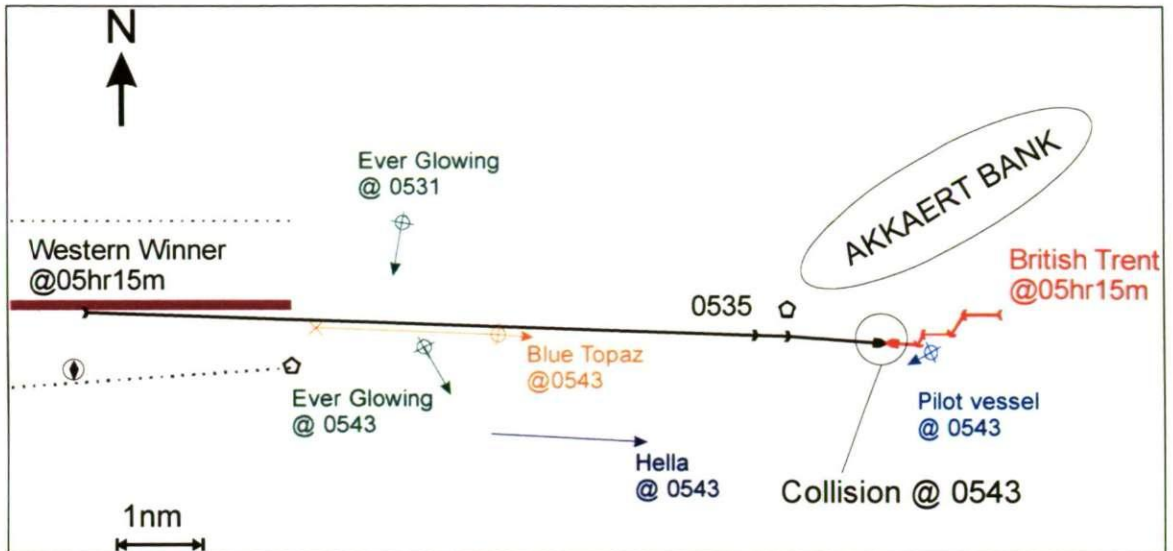 N
Ever Glowing
@ 0531
AKKAERT BANK
Western Winner
@05hr15m
British Trent
@05hr15m
0535
Blue Topaz
@0543
Ever Glowing
@ 0543
Pilot vessel
@ 0543
Hella
@ 0543
Collision @ 0543
1nm